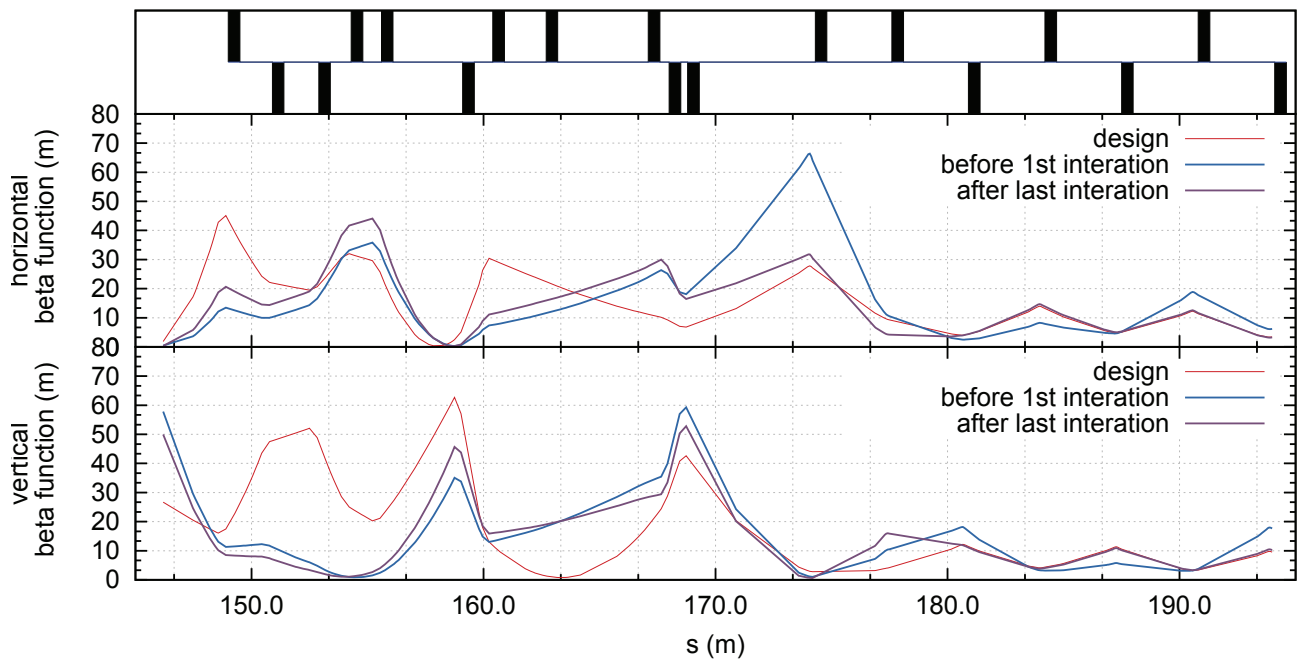 80
70
60
50
40
30
20
10
horizontal
beta function (m)
design
before 1st interation
after last interation
80
70
60
50
40
30
20
10
0
vertical
beta function (m)
design
before 1st interation
after last interation
150.0 160.0 170.0 180.0 190.0
s (m)